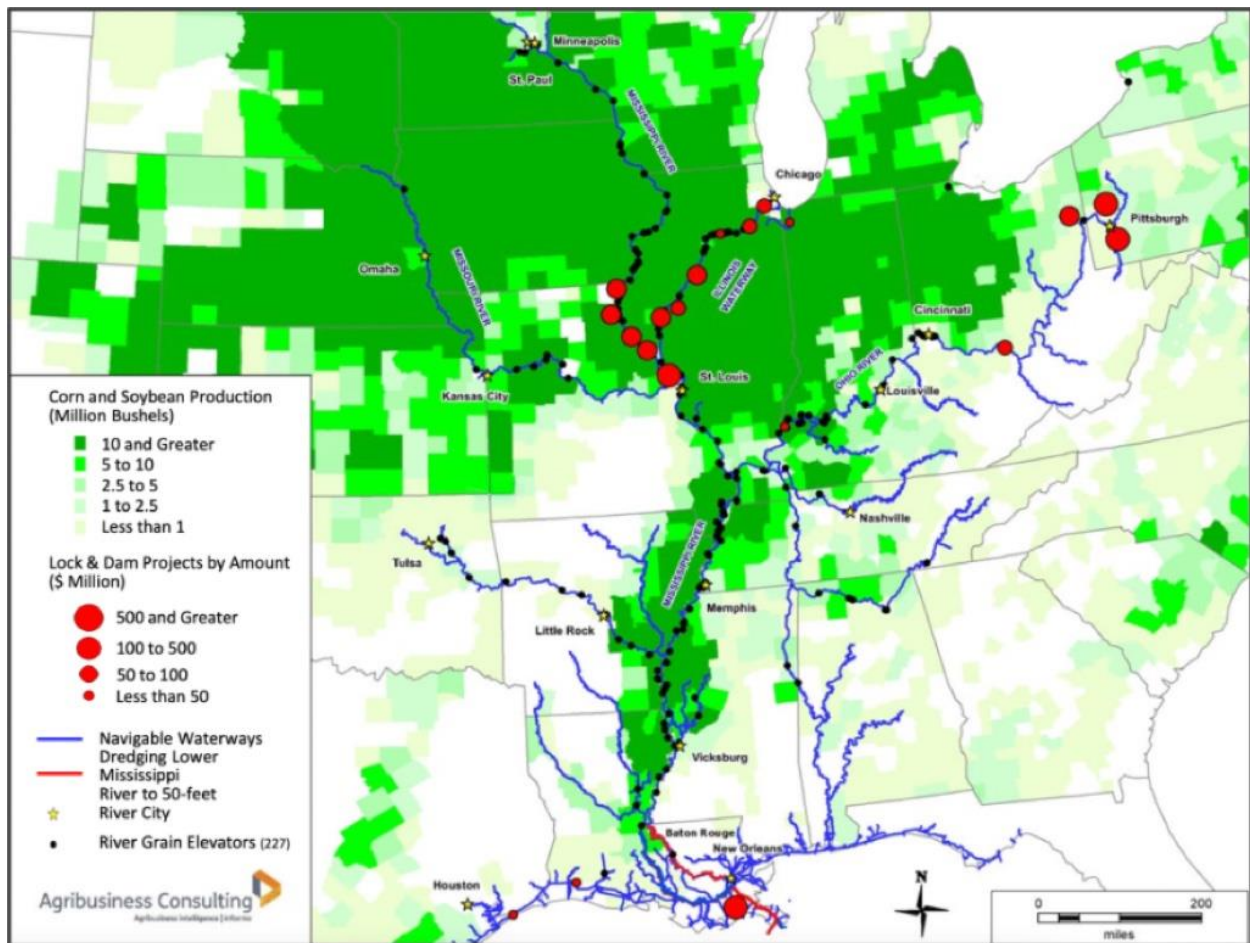 Minneapolis
St. Paul
MISSISSIPPI RIVER
Chicago
Pittsburgh
Omaha
MISSOURI RIVER
ILLINOIS
WATERWAY
Cincinnati
OHIO RIVER
Louisville
St. Louis
Kansas City
Nashville
MISSISSIPPI RIVER
Tulsa
Memphis
Little Rock
Vicksburg
Baton Rouge
New Orleans
Houston
Corn and Soybean Production
(Million Bushels)
10 and Greater
5 to 10
2.5 to 5
1 to 2.5
Less than 1
Lock & Dam Projects by Amount
($ Million)
500 and Greater
100 to 500
50 to 100
Less than 50
Navigable Waterways
Dredging Lower
Mississippi
River to 50-feet
River City
River Grain Elevators (227)
Agribusiness Consulting
Agribusiness Intelligence | Informa
N
0 200
miles